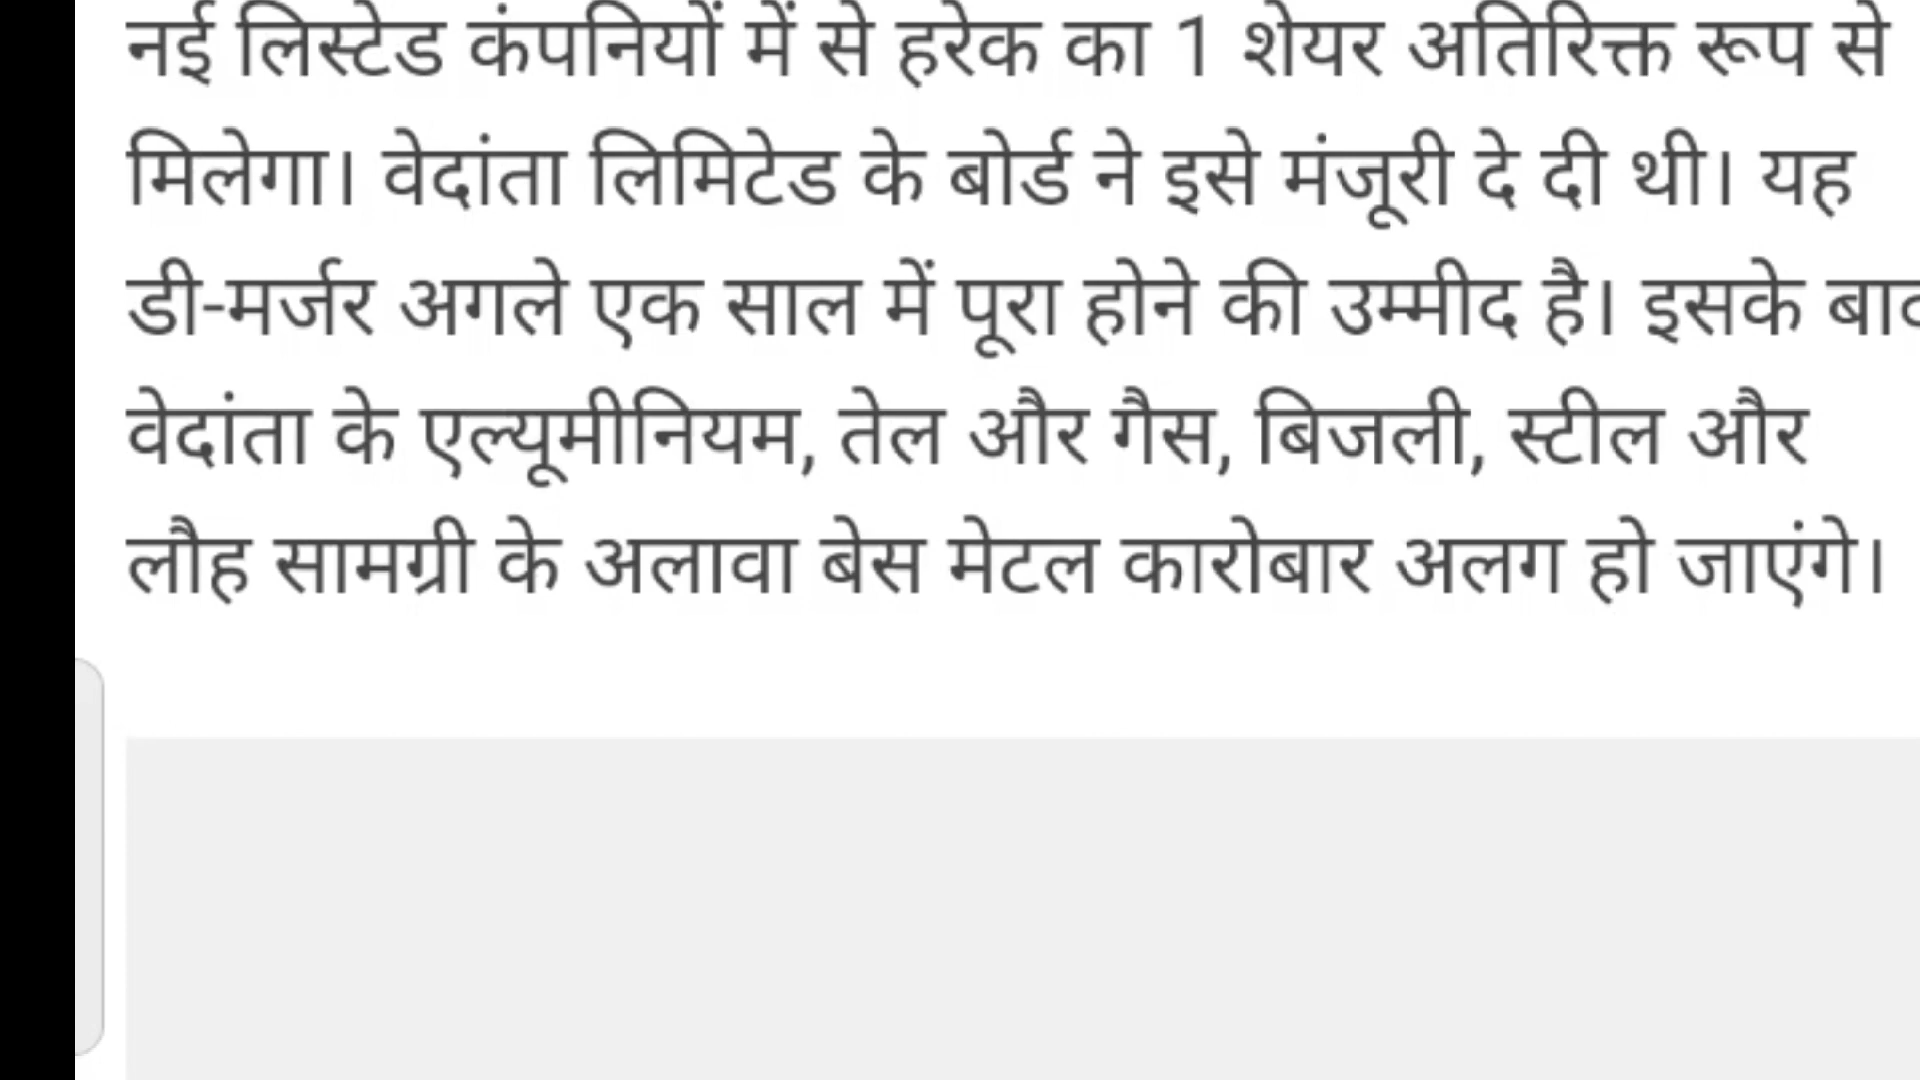 नई लिस्टेड कंपनियों में से हरेक का 1 शेयर अतिरिक्त रूप से
मिलेगा। वेदांता लिमिटेड के बोर्ड ने इसे मंजूरी दे दी थी। यह
डी-मर्जर अगले एक साल में पूरा होने की उम्मीद है। इसके बाद
वेदांता के एल्यूमीनियम, तेल और गैस, बिजली, स्टील और
लौह सामग्री के अलावा बेस मेटल कारोबार अलग हो जाएंगे।